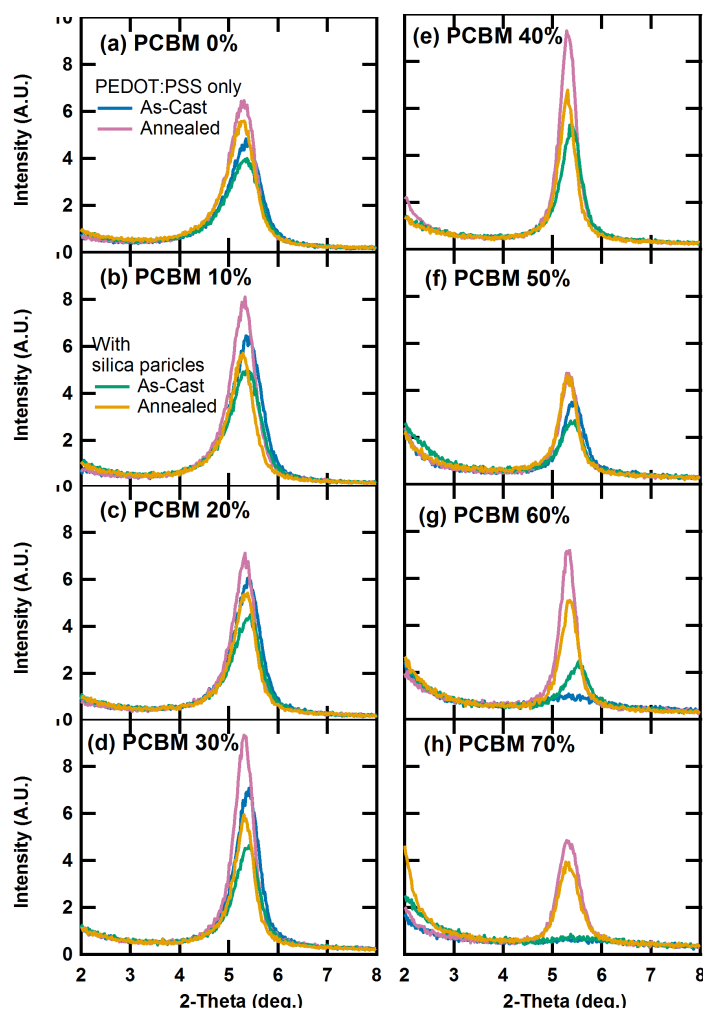 (a) PCBM 0%
PEDOT:PSS only
As-Cast
Annealed
Intensity (A.U.)
10
8
6
4
2
0
(b) PCBM 10%
With
silica paricles
As-Cast
Annealed
Intensity (A.U.)
10
8
6
4
2
0
(c) PCBM 20%
Intensity (A.U.)
10
8
6
4
2
0
(d) PCBM 30%
Intensity (A.U.)
10
8
6
4
2
0
2 3 4 5 6 7 8
2-Theta (deg.)
(e) PCBM 40%
(f) PCBM 50%
(g) PCBM 60%
(h) PCBM 70%
2 3 4 5 6 7 8
2-Theta (deg.)